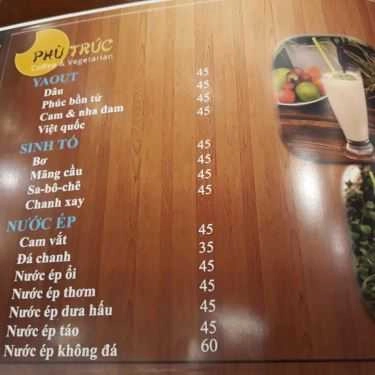 PHÙ TRÚC
Coffee & Vegetarian
YAOUT
Dâu 45
Phúc bồn tử 45
Cam & nha đam 45
Việt quốc 45
SINH TỐ
Bơ 45
Mãng cầu 45
Sa-bô-chê 45
Chanh xay 45
NƯỚC ÉP
Cam vắt 45
Đá chanh 35
Nước ép ổi 45
Nước ép thơm 45
Nước ép dưa hấu 45
Nước ép táo 45
Nước ép không đá 60